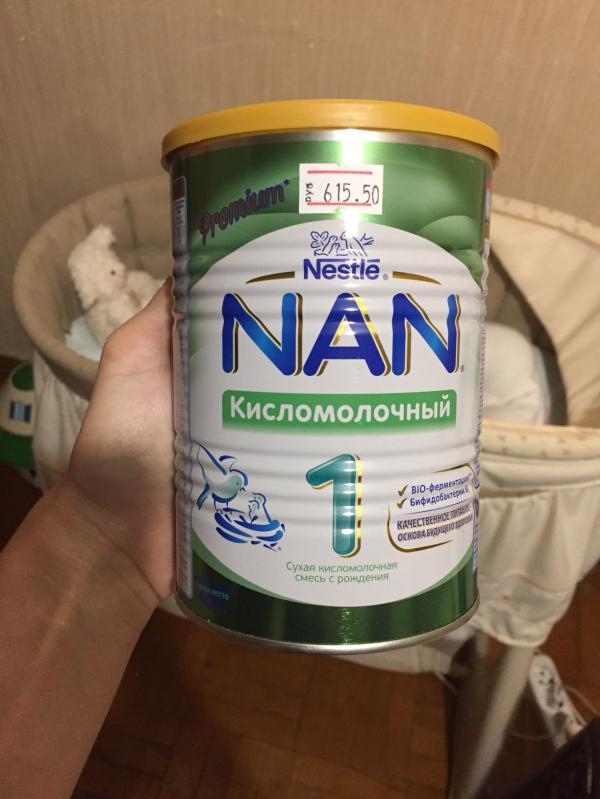 Premium*
РУБ 615.50
Nestlé®
NAN®
Кисломолочный
1
✓ BIO-ферментация
✓ Бифидобактерии
КАЧЕСТВЕННОЕ ПИТАНИЕ -
ОСНОВА БУДУЩЕГО ЗДОРОВЬЯ
Сухая кисломолочная
смесь с рождения